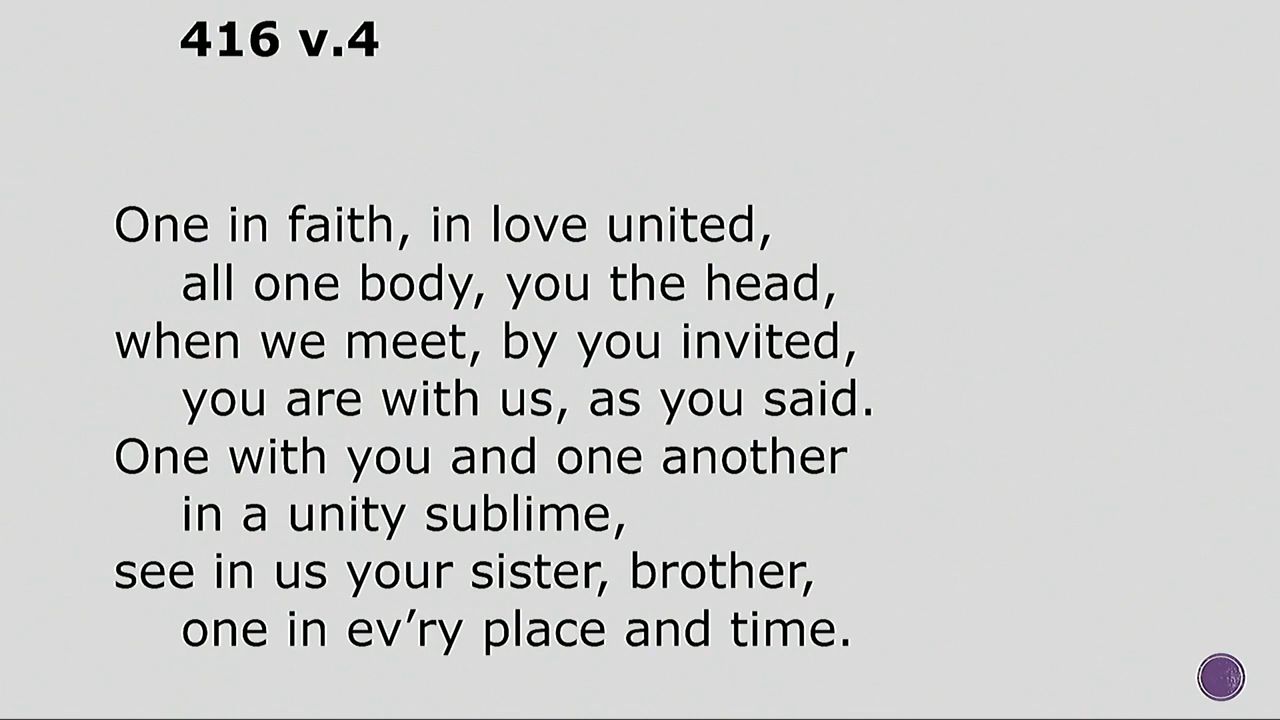 416 v.4
One in faith, in love united,
all one body, you the head,
when we meet, by you invited,
you are with us, as you said.
One with you and one another
in a unity sublime,
see in us your sister, brother,
one in ev’ry place and time.